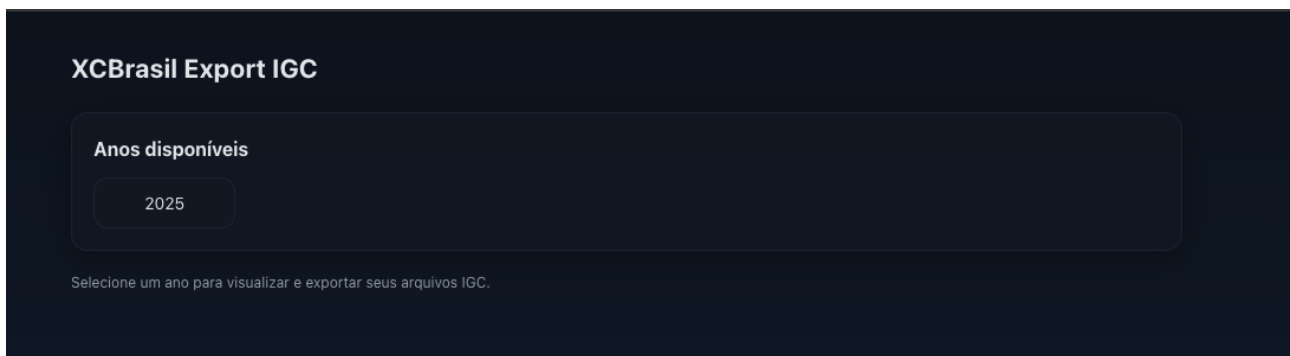 XCBrasil Export IGC
Anos disponíveis
2025
Selecione um ano para visualizar e exportar seus arquivos IGC.